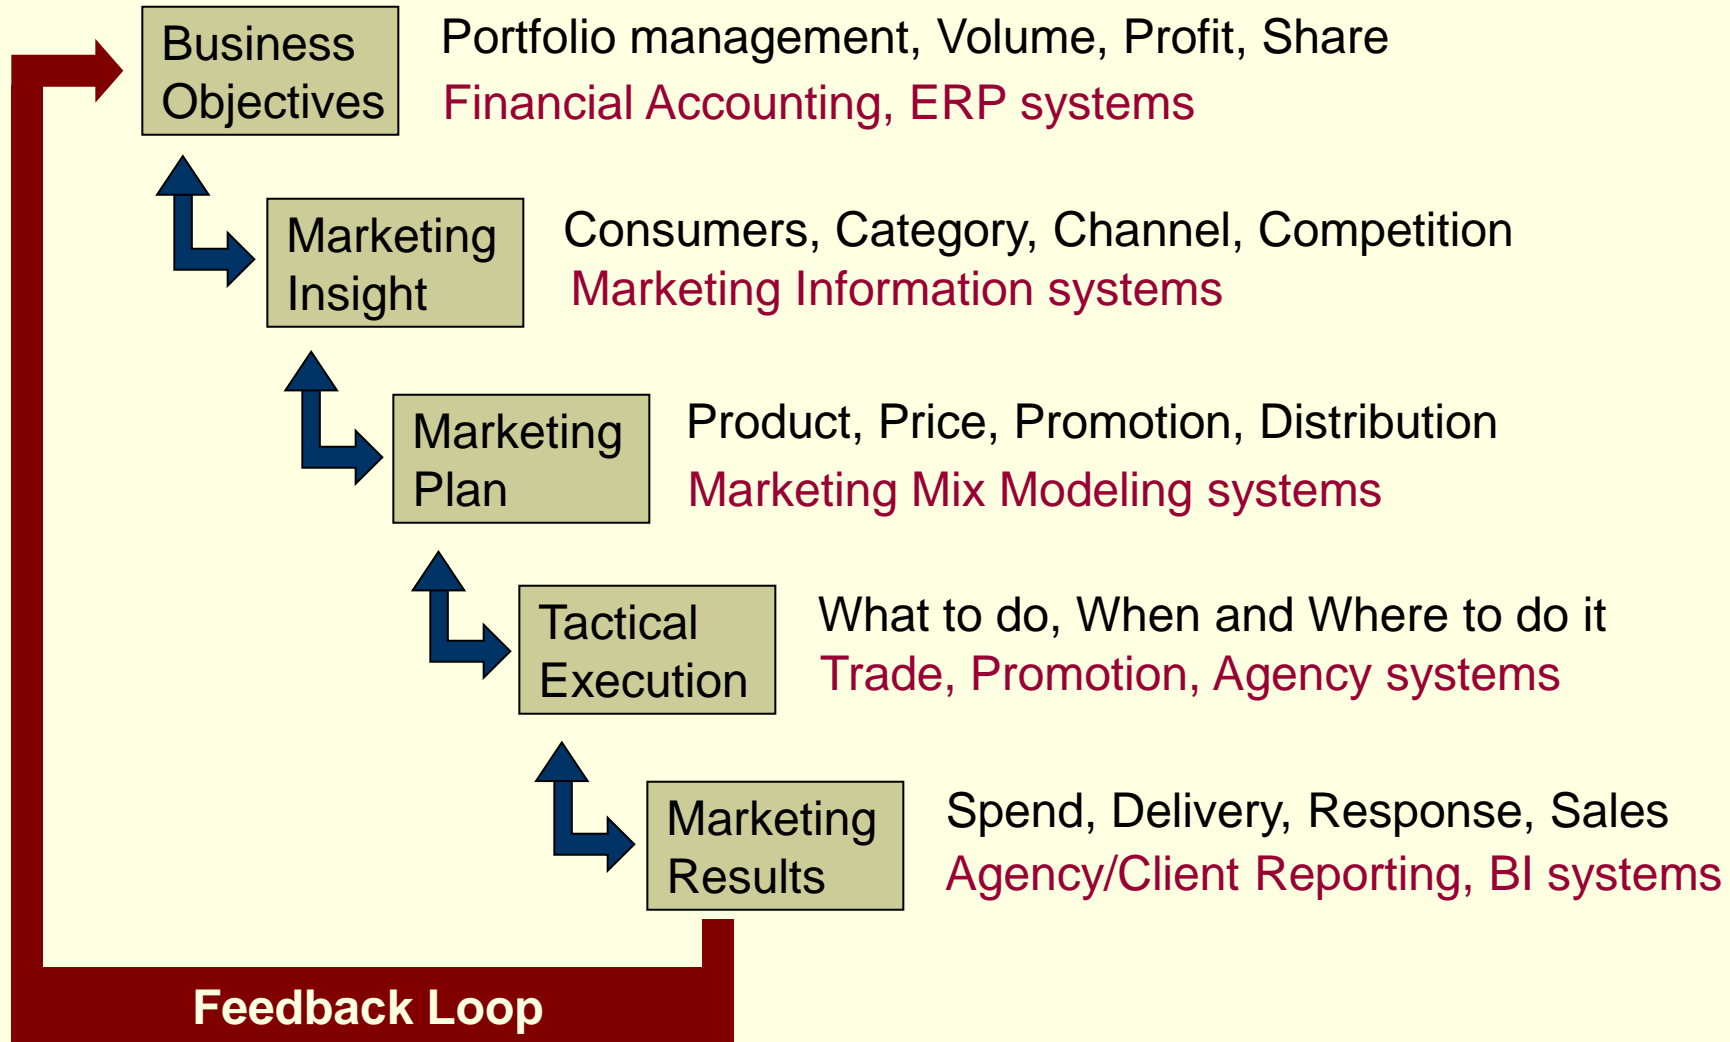 Business
Objectives
Portfolio management, Volume, Profit, Share
Financial Accounting, ERP systems
Marketing
Insight
Consumers, Category, Channel, Competition
Marketing Information systems
Marketing
Plan
Product, Price, Promotion, Distribution
Marketing Mix Modeling systems
Tactical
Execution
What to do, When and Where to do it
Trade, Promotion, Agency systems
Marketing
Results
Spend, Delivery, Response, Sales
Agency/Client Reporting, BI systems
Feedback Loop